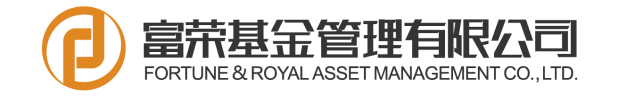 富荣基金管理有限公司
FORTUNE & ROYAL ASSET MANAGEMENT CO., LTD.